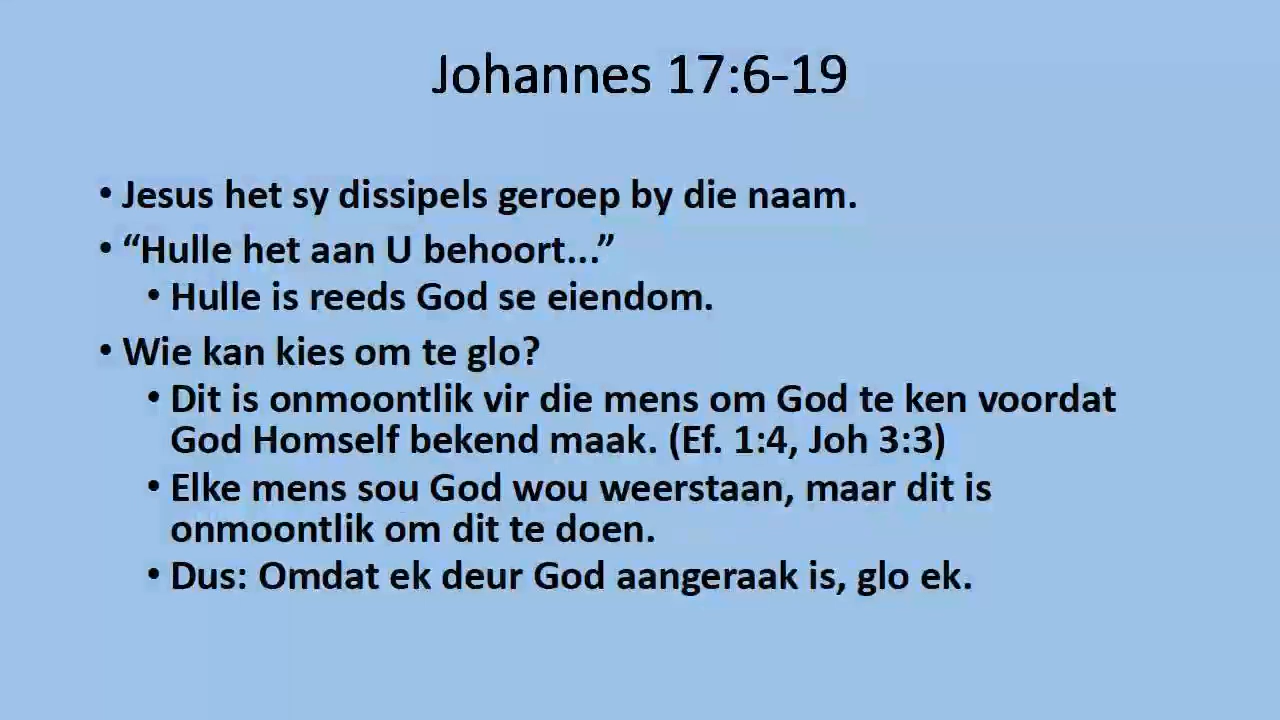 Johannes 17:6-19
• Jesus het sy dissipels geroep by die naam.
• “Hulle het aan U behoort...”
• Hulle is reeds God se eiendom.
• Wie kan kies om te glo?
• Dit is onmoontlik vir die mens om God te ken voordat
God Homself bekend maak. (Ef. 1:4, Joh 3:3)
• Elke mens sou God wou weerstaan, maar dit is
onmoontlik om dit te doen.
• Dus: Omdat ek deur God aangeraak is, glo ek.